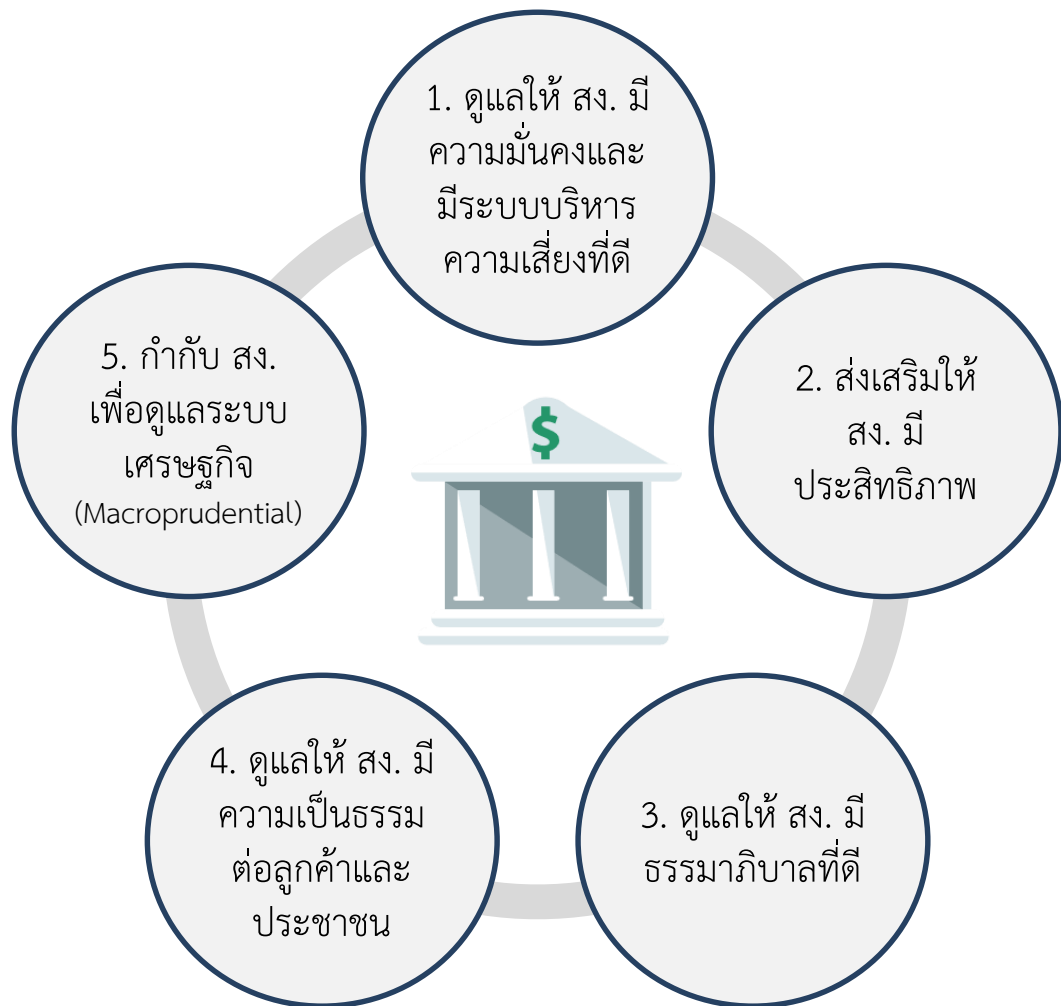 1. ดูแลให้ สง. มี
ความมั่นคงและ
มีระบบบริหาร
ความเสี่ยงที่ดี
2. ส่งเสริมให้
สง. มี
ประสิทธิภาพ
3. ดูแลให้ สง. มี
ธรรมาภิบาลที่ดี
4. ดูแลให้ สง. มี
ความเป็นธรรม
ต่อลูกค้าและ
ประชาชน
5. กำกับ สง.
เพื่อดูแลระบบ
เศรษฐกิจ
(Macroprudential)
$